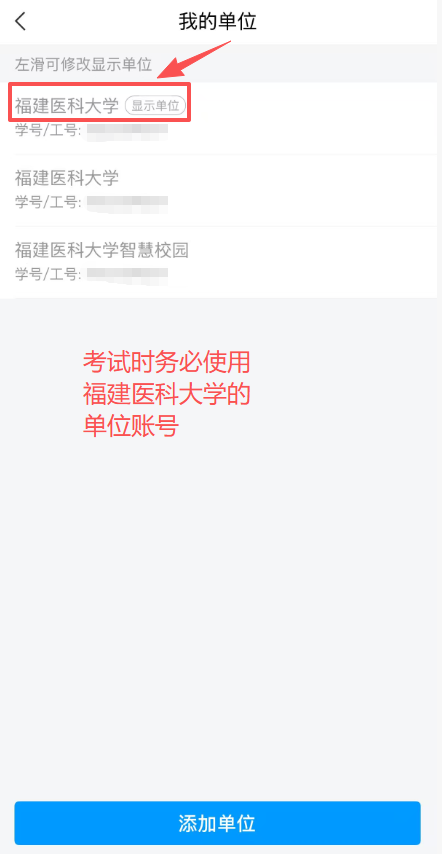 我的单位
左滑可修改显示单位
福建医科大学 显示单位
学号/工号:
福建医科大学
学号/工号:
福建医科大学智慧校园
学号/工号:
考试时务必使用
福建医科大学的
单位账号
添加单位